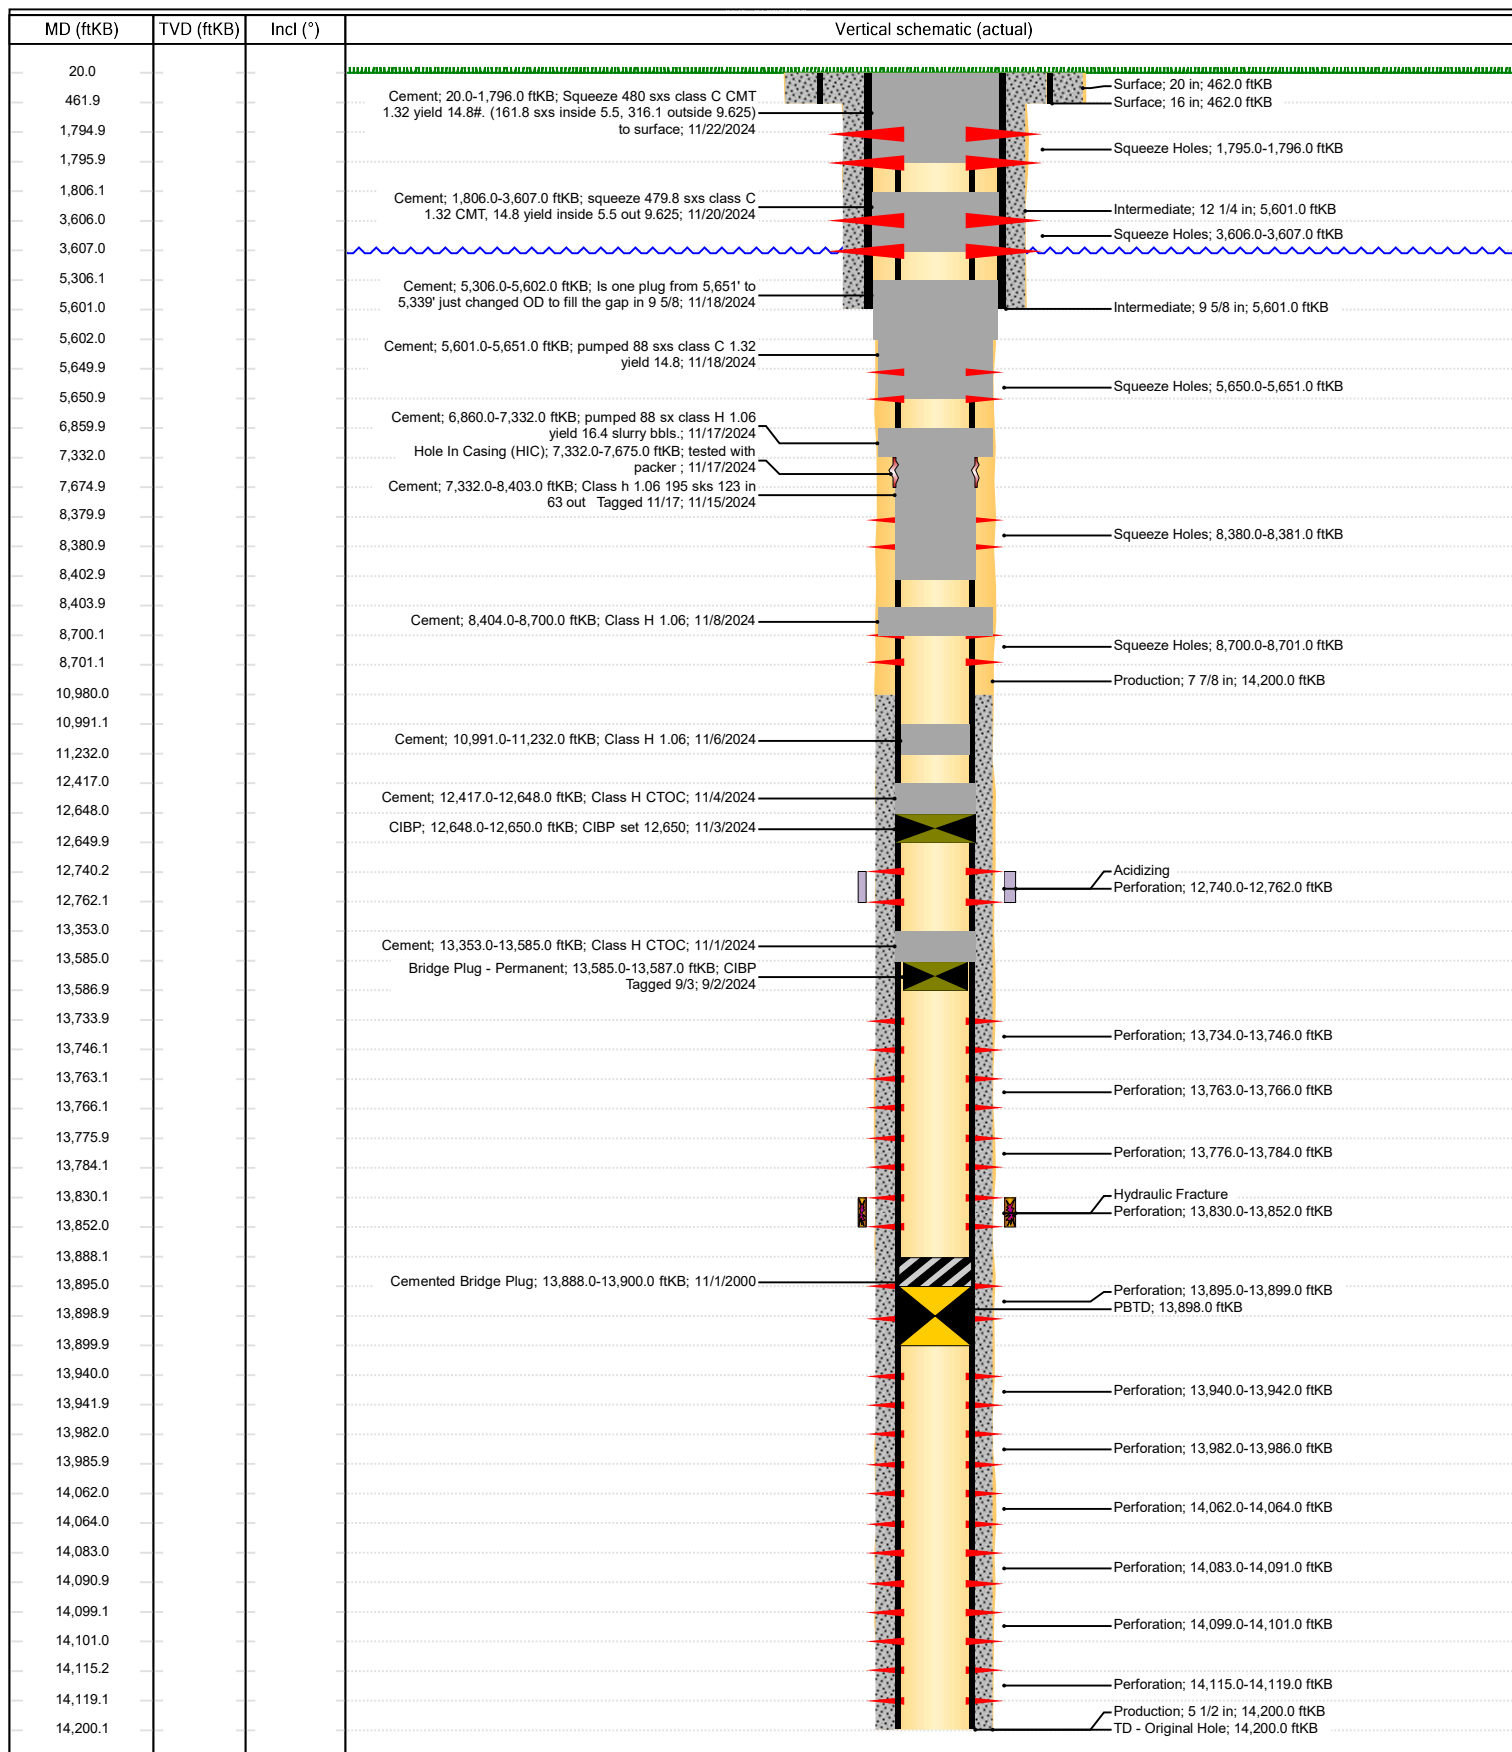 MD (ftKB) TVD (ftKB) Incl (°) Vertical schematic (actual)
20.0
461.9
1,794.9
1,795.9
1,806.1
3,606.0
3,607.0
5,306.1
5,601.0
5,602.0
5,649.9
5,650.9
6,859.9
7,332.0
7,674.9
8,379.9
8,380.9
8,402.9
8,403.9
8,700.1
8,701.1
10,980.0
10,991.1
11,232.0
12,417.0
12,648.0
12,649.9
12,740.2
12,762.1
13,353.0
13,585.0
13,586.9
13,733.9
13,746.1
13,763.1
13,766.1
13,775.9
13,784.1
13,830.1
13,852.0
13,888.1
13,895.0
13,898.9
13,899.9
13,940.0
13,941.9
13,982.0
13,985.9
14,062.0
14,064.0
14,083.0
14,090.9
14,099.1
14,101.0
14,115.2
14,119.1
14,200.1
Cement; 20.0-1,796.0 ftKB; Squeeze 480 sxs class C CMT
1.32 yield 14.8#. (161.8 sxs inside 5.5, 316.1 outside 9.625)
to surface; 11/22/2024
Cement; 1,806.0-3,607.0 ftKB; squeeze 479.8 sxs class C
1.32 CMT, 14.8 yield inside 5.5 out 9.625; 11/20/2024
Cement; 5,306.0-5,602.0 ftKB; Is one plug from 5,651' to
5,339' just changed OD to fill the gap in 9 5/8; 11/18/2024
Cement; 5,601.0-5,651.0 ftKB; pumped 88 sxs class C 1.32
yield 14.8; 11/18/2024
Cement; 6,860.0-7,332.0 ftKB; pumped 88 sx class H 1.06
yield 16.4 slurry bbls.; 11/17/2024
Hole In Casing (HIC); 7,332.0-7,675.0 ftKB; tested with
packer ; 11/17/2024
Cement; 7,332.0-8,403.0 ftKB; Class h 1.06 195 sks 123 in
63 out Tagged 11/17; 11/15/2024
Cement; 8,404.0-8,700.0 ftKB; Class H 1.06; 11/8/2024
Cement; 10,991.0-11,232.0 ftKB; Class H 1.06; 11/6/2024
Cement; 12,417.0-12,648.0 ftKB; Class H CTOC; 11/4/2024
CIBP; 12,648.0-12,650.0 ftKB; CIBP set 12,650; 11/3/2024
Cement; 13,353.0-13,585.0 ftKB; Class H CTOC; 11/1/2024
Bridge Plug - Permanent; 13,585.0-13,587.0 ftKB; CIBP
Tagged 9/3; 9/2/2024
Cemented Bridge Plug; 13,888.0-13,900.0 ftKB; 11/1/2000
Surface; 20 in; 462.0 ftKB
Surface; 16 in; 462.0 ftKB
Squeeze Holes; 1,795.0-1,796.0 ftKB
Intermediate; 12 1/4 in; 5,601.0 ftKB
Squeeze Holes; 3,606.0-3,607.0 ftKB
Intermediate; 9 5/8 in; 5,601.0 ftKB
Squeeze Holes; 5,650.0-5,651.0 ftKB
Squeeze Holes; 8,380.0-8,381.0 ftKB
Squeeze Holes; 8,700.0-8,701.0 ftKB
Production; 7 7/8 in; 14,200.0 ftKB
Acidizing
Perforation; 12,740.0-12,762.0 ftKB
Perforation; 13,734.0-13,746.0 ftKB
Perforation; 13,763.0-13,766.0 ftKB
Perforation; 13,776.0-13,784.0 ftKB
Hydraulic Fracture
Perforation; 13,830.0-13,852.0 ftKB
Perforation; 13,895.0-13,899.0 ftKB
PBTD; 13,898.0 ftKB
Perforation; 13,940.0-13,942.0 ftKB
Perforation; 13,982.0-13,986.0 ftKB
Perforation; 14,062.0-14,064.0 ftKB
Perforation; 14,083.0-14,091.0 ftKB
Perforation; 14,099.0-14,101.0 ftKB
Perforation; 14,115.0-14,119.0 ftKB
Production; 5 1/2 in; 14,200.0 ftKB
TD - Original Hole; 14,200.0 ftKB